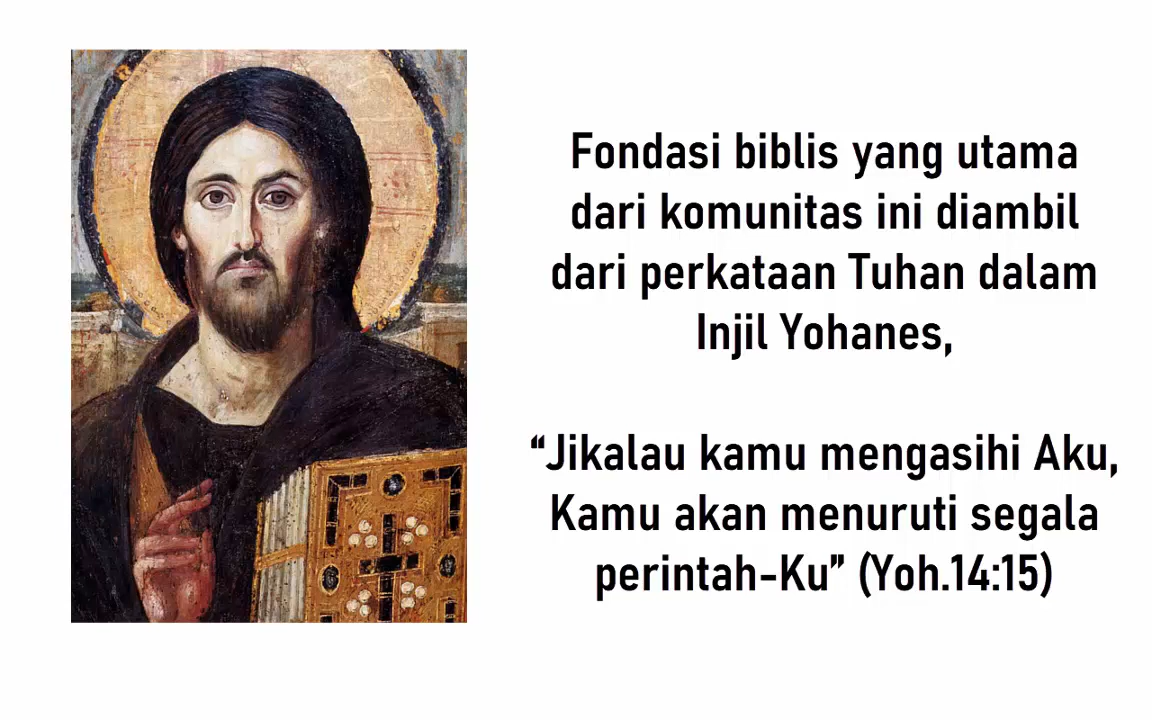 Fondasi biblis yang utama
dari komunitas ini diambil
dari perkataan Tuhan dalam
Injil Yohanes,
“Jikalau kamu mengasihi Aku,
Kamu akan menuruti segala
perintah-Ku” (Yoh.14:15)